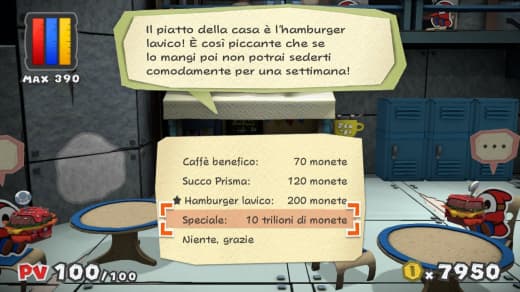 Il piatto della casa è l'hamburger
lavico! È così piccante che se
lo mangi poi non potrai sederti
comodamente per una settimana!
MAX 390
Caffè benefico: 70 monete
Succo Prisma: 120 monete
★ Hamburger lavico: 200 monete
Speciale: 10 trilioni di monete
Niente, grazie
PV 100/100
×7950